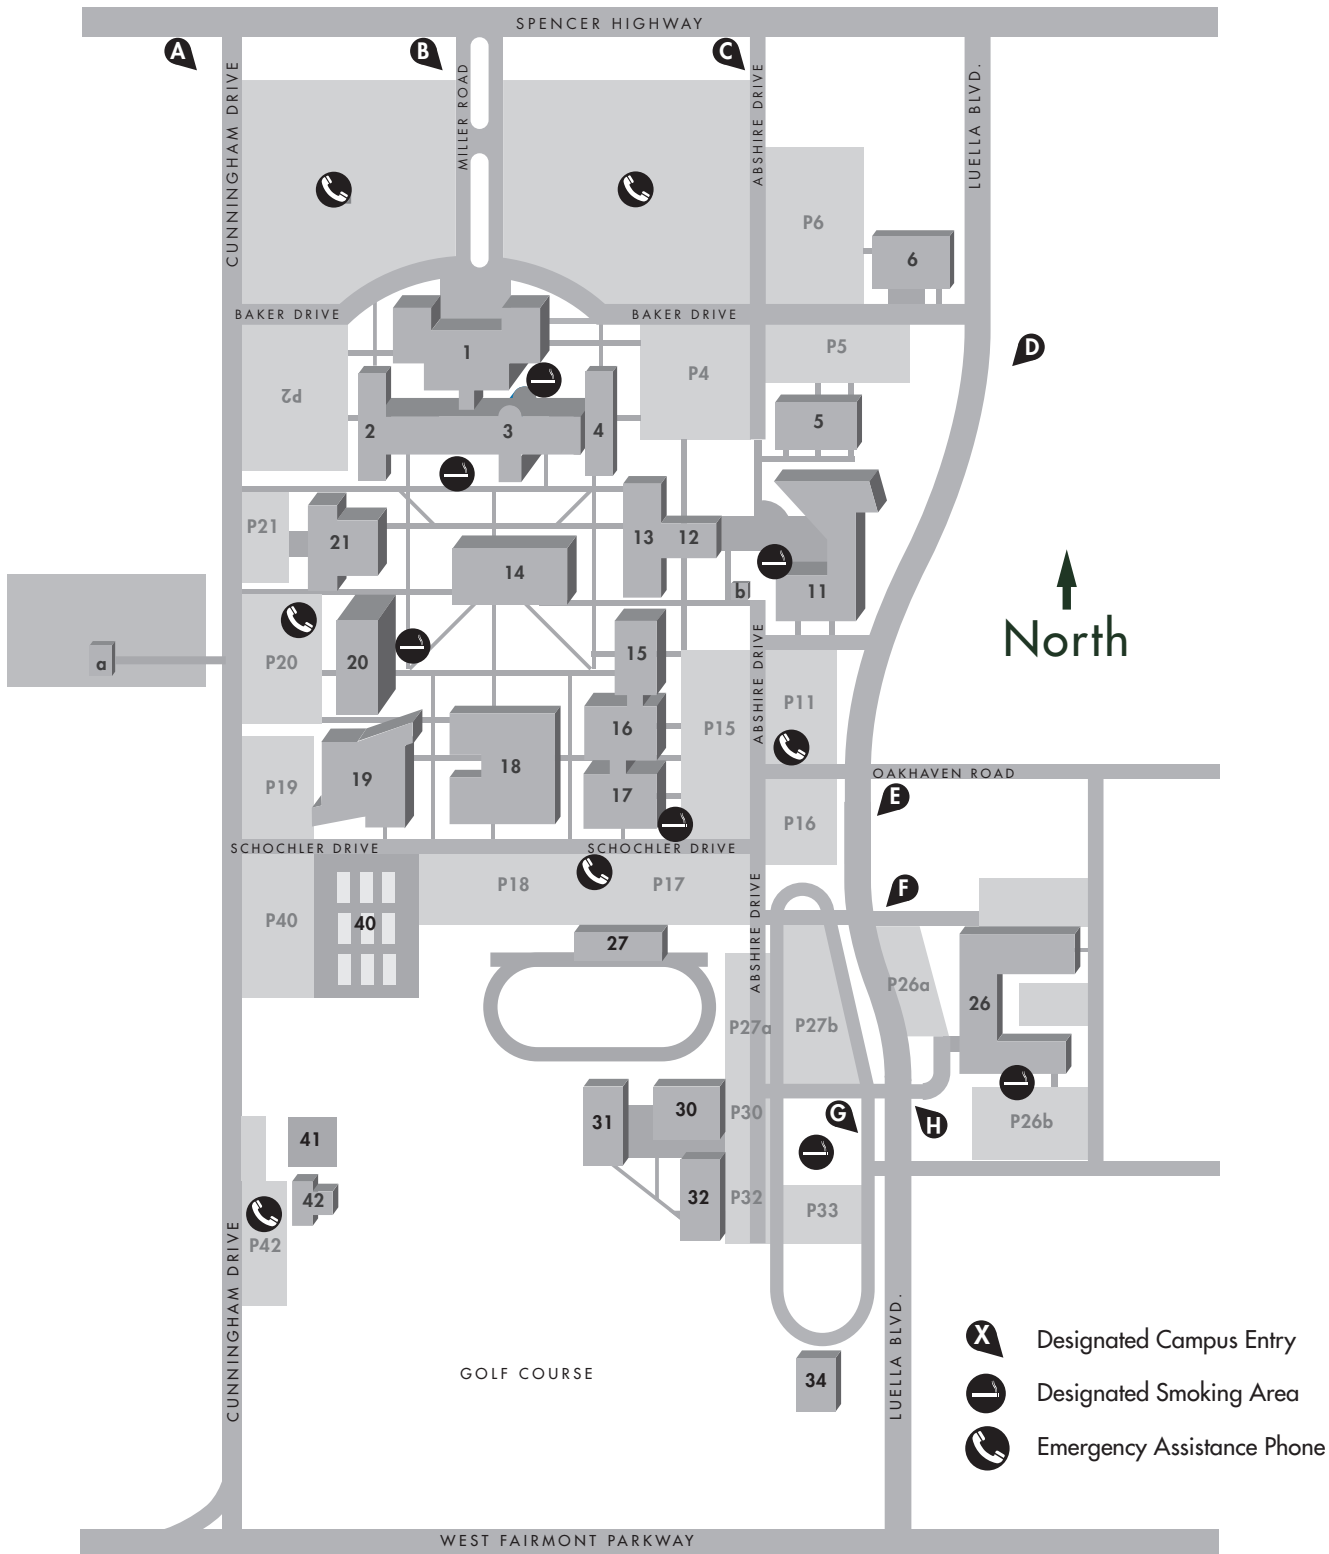 SPENCER HIGHWAY
A
B
C
CUNNINGHAM DRIVE
MILLER ROAD
ABSHIRE DRIVE
LUELLA BLVD.
P6
6
BAKER DRIVE
BAKER DRIVE
1
P5
D
P2
P4
2
3
4
5
P21
21
13
12
14
11
b
North
P20
20
a
15
ABSHIRE DRIVE
P11
16
P15
18
19
P19
17
OAKHAVEN ROAD
E
P16
SCHOCHLER DRIVE
SCHOCHLER DRIVE
P18
P17
ABSHIRE DRIVE
F
P40
40
27
P26a
26
P27a
P27b
31
30
P30
G
H
P26b
41
42
32
P32
P33
P42
CUNNINGHAM DRIVE
LUELLA BLVD.
X
Designated Campus Entry
GOLF COURSE
34
Designated Smoking Area
Emergency Assistance Phone
WEST FAIRMONT PARKWAY